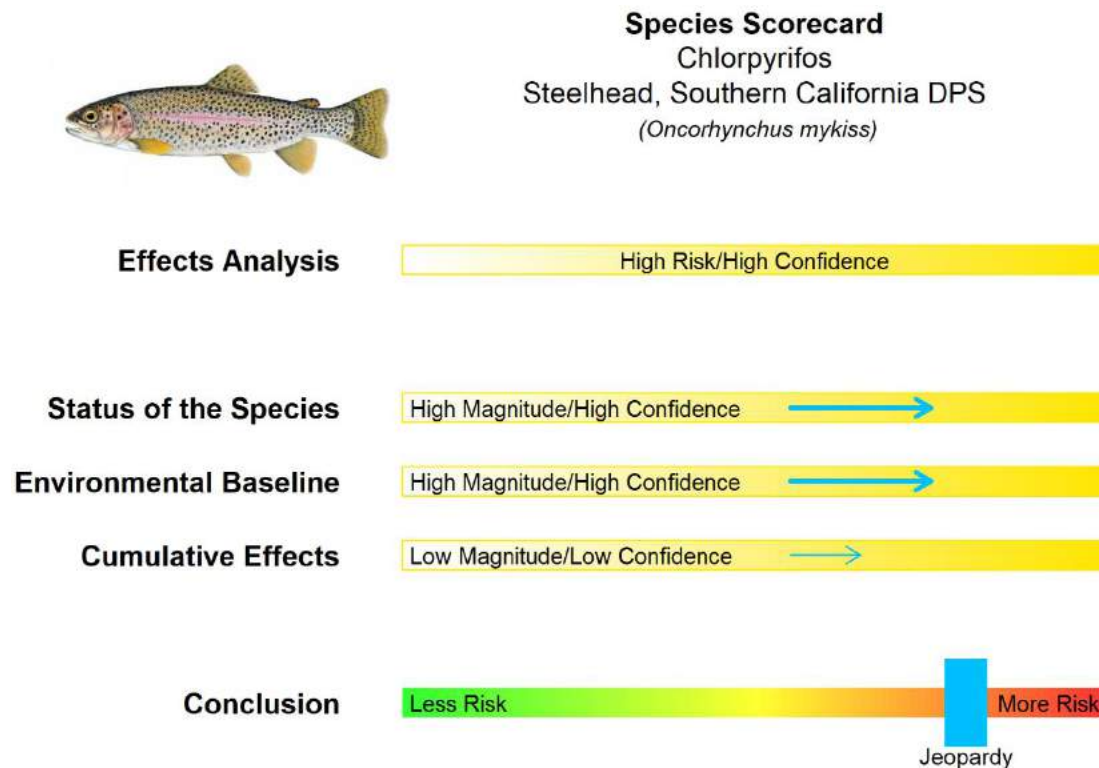 Species Scorecard
Chlorpyrifos
Steelhead, Southern California DPS
(Oncorhynchus mykiss)
Effects Analysis
High Risk/High Confidence
Status of the Species
High Magnitude/High Confidence
Environmental Baseline
High Magnitude/High Confidence
Cumulative Effects
Low Magnitude/Low Confidence
Conclusion
Less Risk
More Risk
Jeopardy